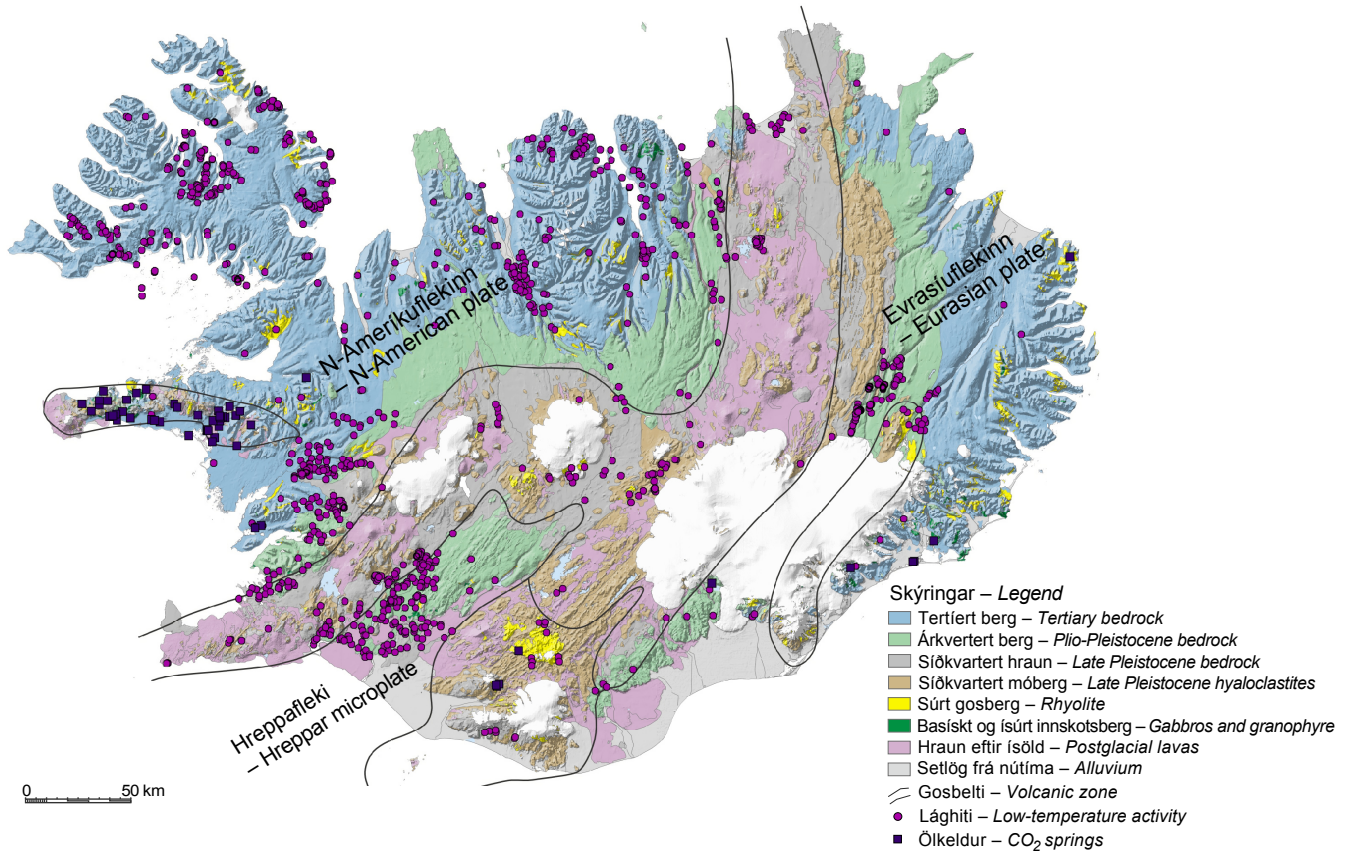 N-Ameríkuflekinn
– N-American plate
Evrasíuflekinn
– Eurasian plate
Hreppafleki
– Hreppar microplate
0 50 km
Skýringar – Legend
Tertíert berg – Tertiary bedrock
Árkvertert berg – Plio-Pleistocene bedrock
Síðkvartert hraun – Late Pleistocene bedrock
Síðkvartert móberg – Late Pleistocene hyaloclastites
Súrt gosberg – Rhyolite
Basískt og ísúrt innskotsberg – Gabbros and granophyre
Hraun eftir ísöld – Postglacial lavas
Setlög frá nútíma – Alluvium
Gosbelti – Volcanic zone
Lághiti – Low-temperature activity
Ölkeldur – CO₂ springs